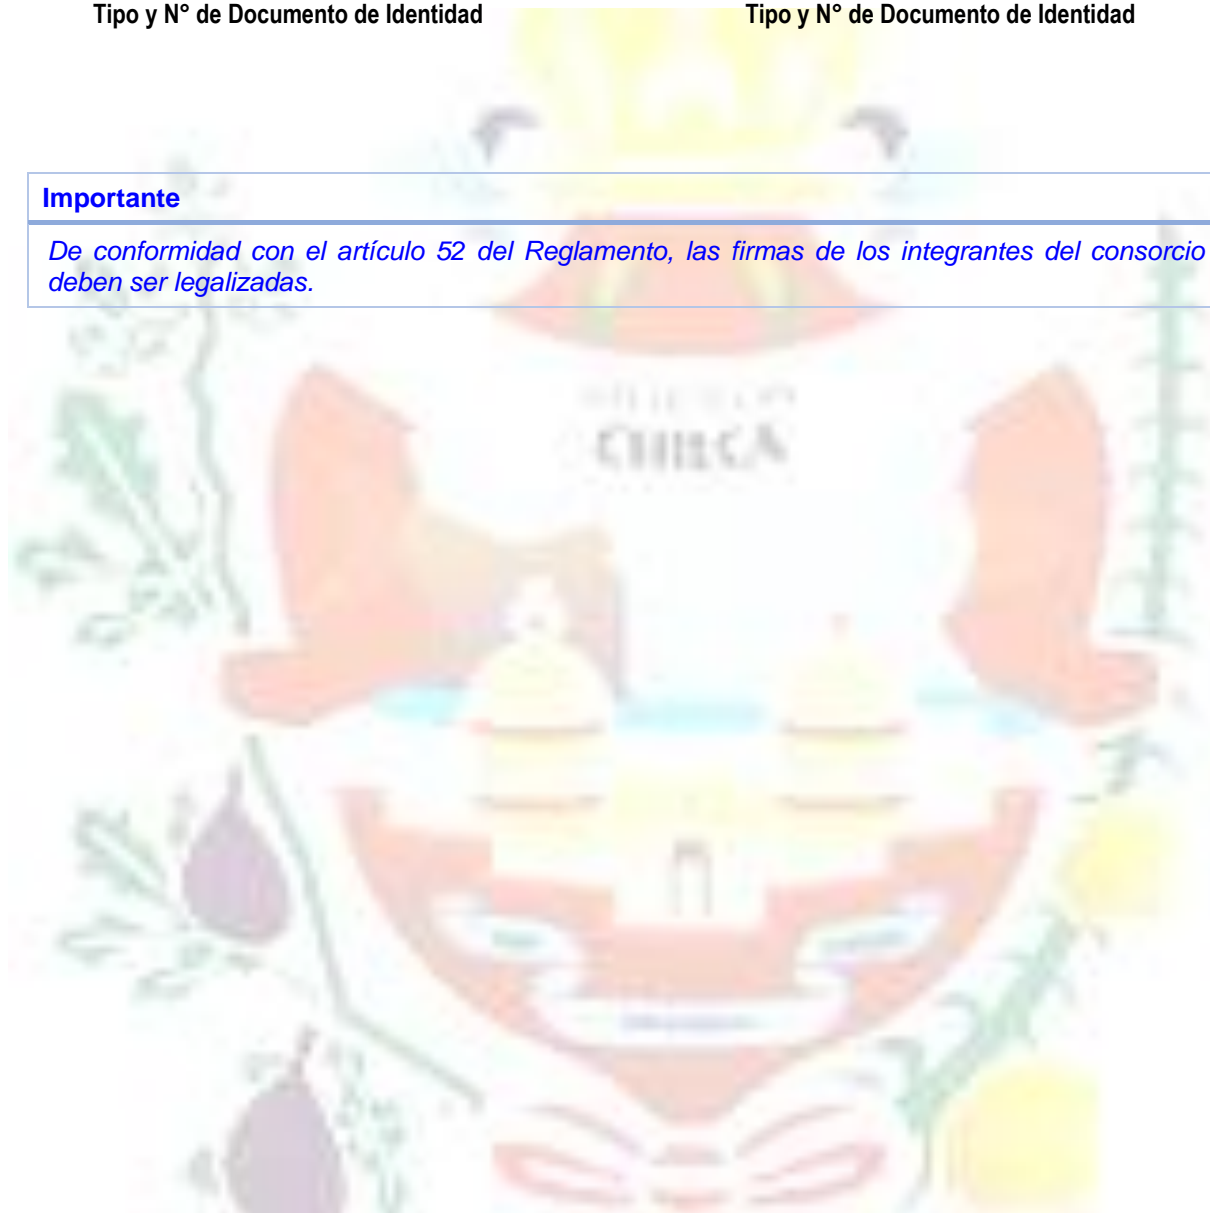 Tipo y N° de Documento de Identidad Tipo y N° de Documento de Identidad
Importante
De conformidad con el artículo 52 del Reglamento, las firmas de los integrantes del consorcio
deben ser legalizadas.
CHILCA